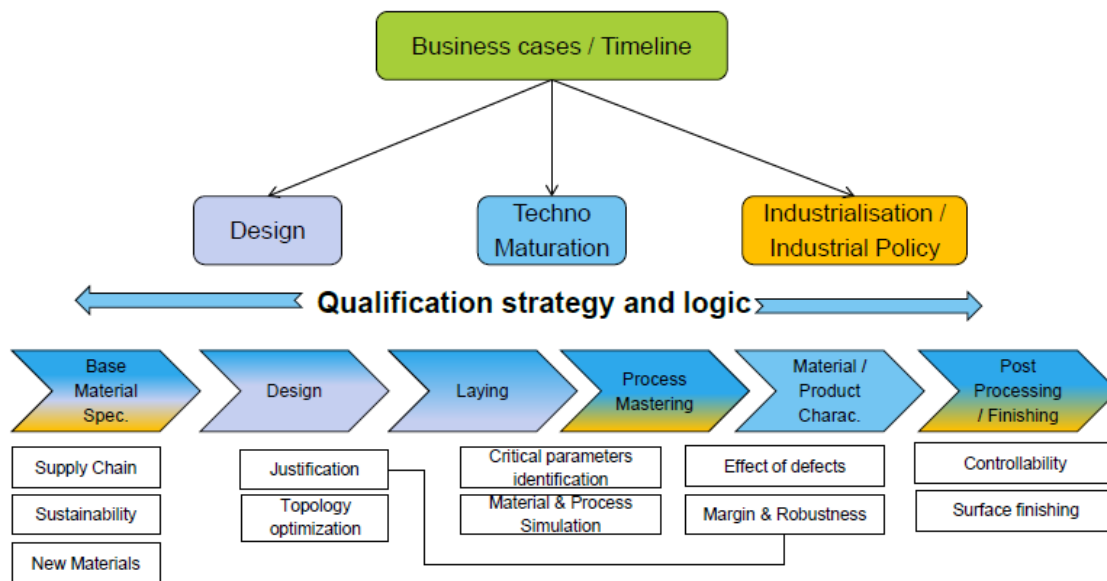 Business cases / Timeline
Design
Techno
Maturation
Industrialisation /
Industrial Policy
Qualification strategy and logic
Base
Material
Spec.
Design
Laying
Process
Mastering
Material /
Product
Charac.
Post
Processing
/ Finishing
Supply Chain
Sustainability
New Materials
Justification
Topology
optimization
Critical parameters
identification
Material & Process
Simulation
Effect of defects
Margin & Robustness
Controllability
Surface finishing